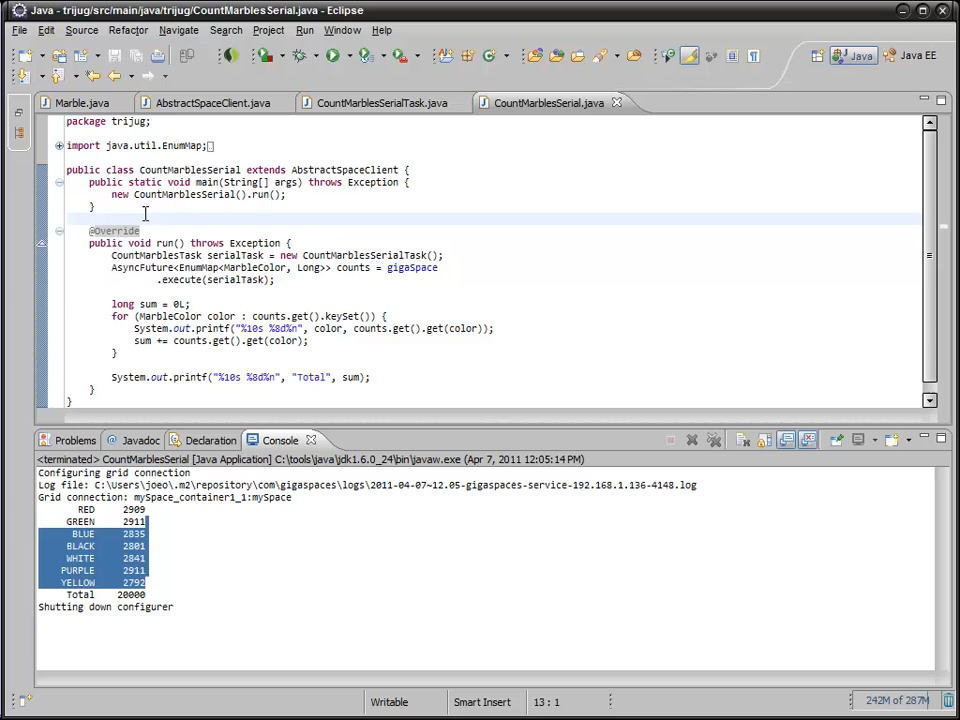 Java - trijug/src/main/java/trijug/CountMarblesSerial.java - Eclipse
File Edit Source Refactor Navigate Search Project Run Window Help
Java Java EE
Marble.java AbstractSpaceClient.java CountMarblesSerialTask.java CountMarblesSerial.java
package trijug;
import java.util.EnumMap;
public class CountMarblesSerial extends AbstractSpaceClient {
public static void main(String[] args) throws Exception {
new CountMarblesSerial().run();
}
@Override
public void run() throws Exception {
CountMarblesTask serialTask = new CountMarblesSerialTask();
AsyncFuture<EnumMap<MarbleColor, Long>> counts = gigaSpace
.execute(serialTask);
long sum = 0L;
for (MarbleColor color : counts.get().keySet()) {
System.out.printf("%10s %8d%n", color, counts.get().get(color));
sum += counts.get().get(color);
}
System.out.printf("%10s %8d%n", "Total", sum);
}
}
Problems Javadoc Declaration Console
<terminated> CountMarblesSerial [Java Application] C:\tools\java\jdk1.6.0_24\bin\javaw.exe (Apr 7, 2011 12:05:14 PM)
Configuring grid connection
Log file: C:\Users\joeo\.m2\repository\com\gigaspaces\logs\2011-04-07~12.05-gigaspaces-service-192.168.1.136-4148.log
Grid connection: mySpace_container1_1:mySpace
RED 2909
GREEN 2911
BLUE 2835
BLACK 2801
WHITE 2841
PURPLE 2911
YELLOW 2792
Total 20000
Shutting down configurer
Writable Smart Insert 13 : 1 242M of 287M